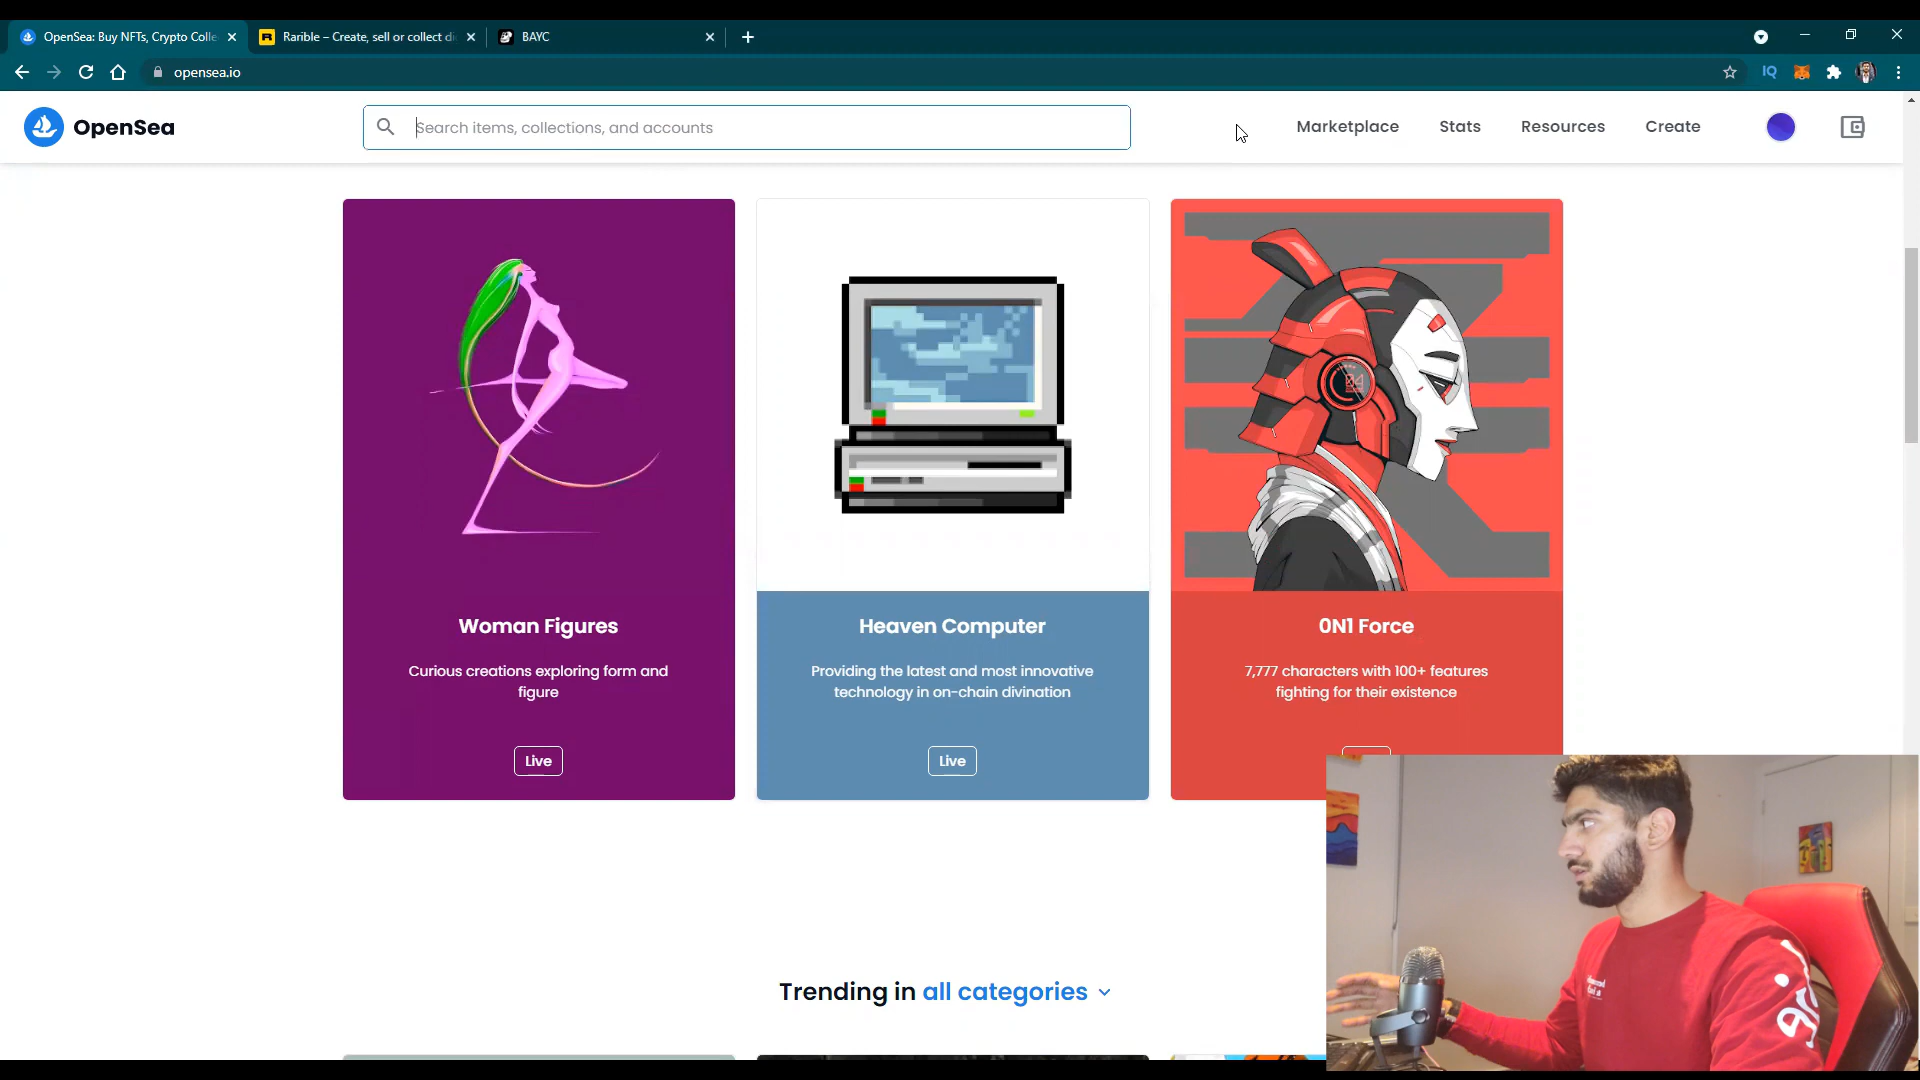 OpenSea: Buy NFTs, Crypto Colle
Rarible – Create, sell or collect di
BAYC
opensea.io
IQ
OpenSea
Search items, collections, and accounts
Marketplace
Stats
Resources
Create
Woman Figures
Curious creations exploring form and
figure
Live
Heaven Computer
Providing the latest and most innovative
technology in on-chain divination
Live
0N1 Force
7,777 characters with 100+ features
fighting for their existence
Trending in all categories